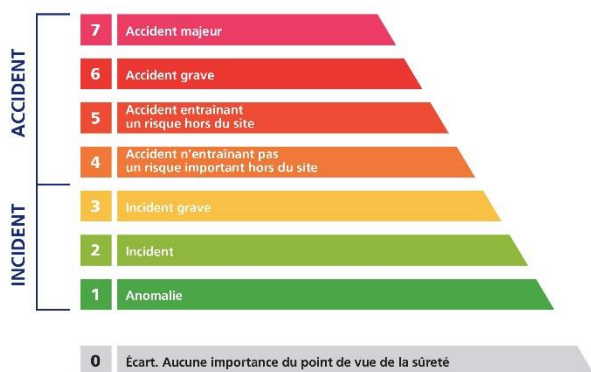 ACCIDENT
7 Accident majeur
6 Accident grave
5 Accident entraînant
un risque hors du site
4 Accident n'entraînant pas
un risque important hors du site
INCIDENT
3 Incident grave
2 Incident
1 Anomalie
0 Écart. Aucune importance du point de vue de la sûreté